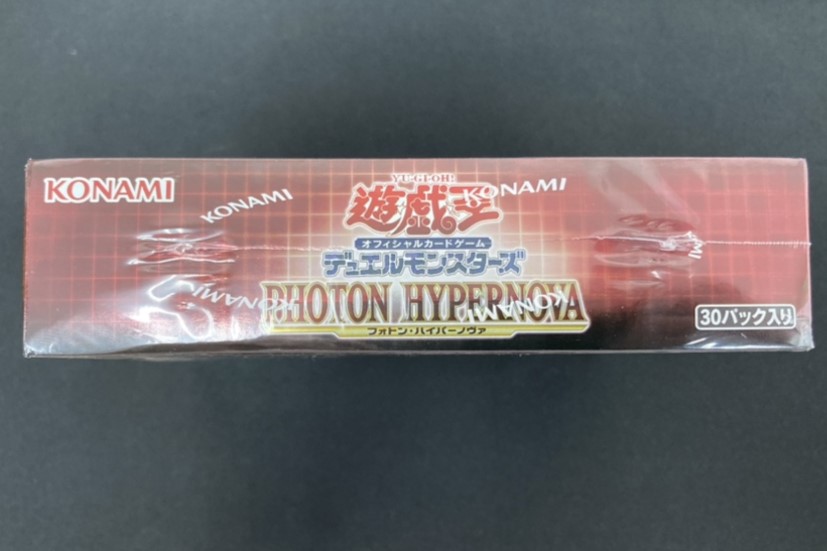 KONAMI
KONAMI
YU-GI-OH!
遊戯王
KONAMI
オフィシャルカードゲーム
デュエルモンスターズ
KONAMI
PHOTON HYPERNOVA
KONAMI
フォトン・ハイパーノヴァ
30パック入り